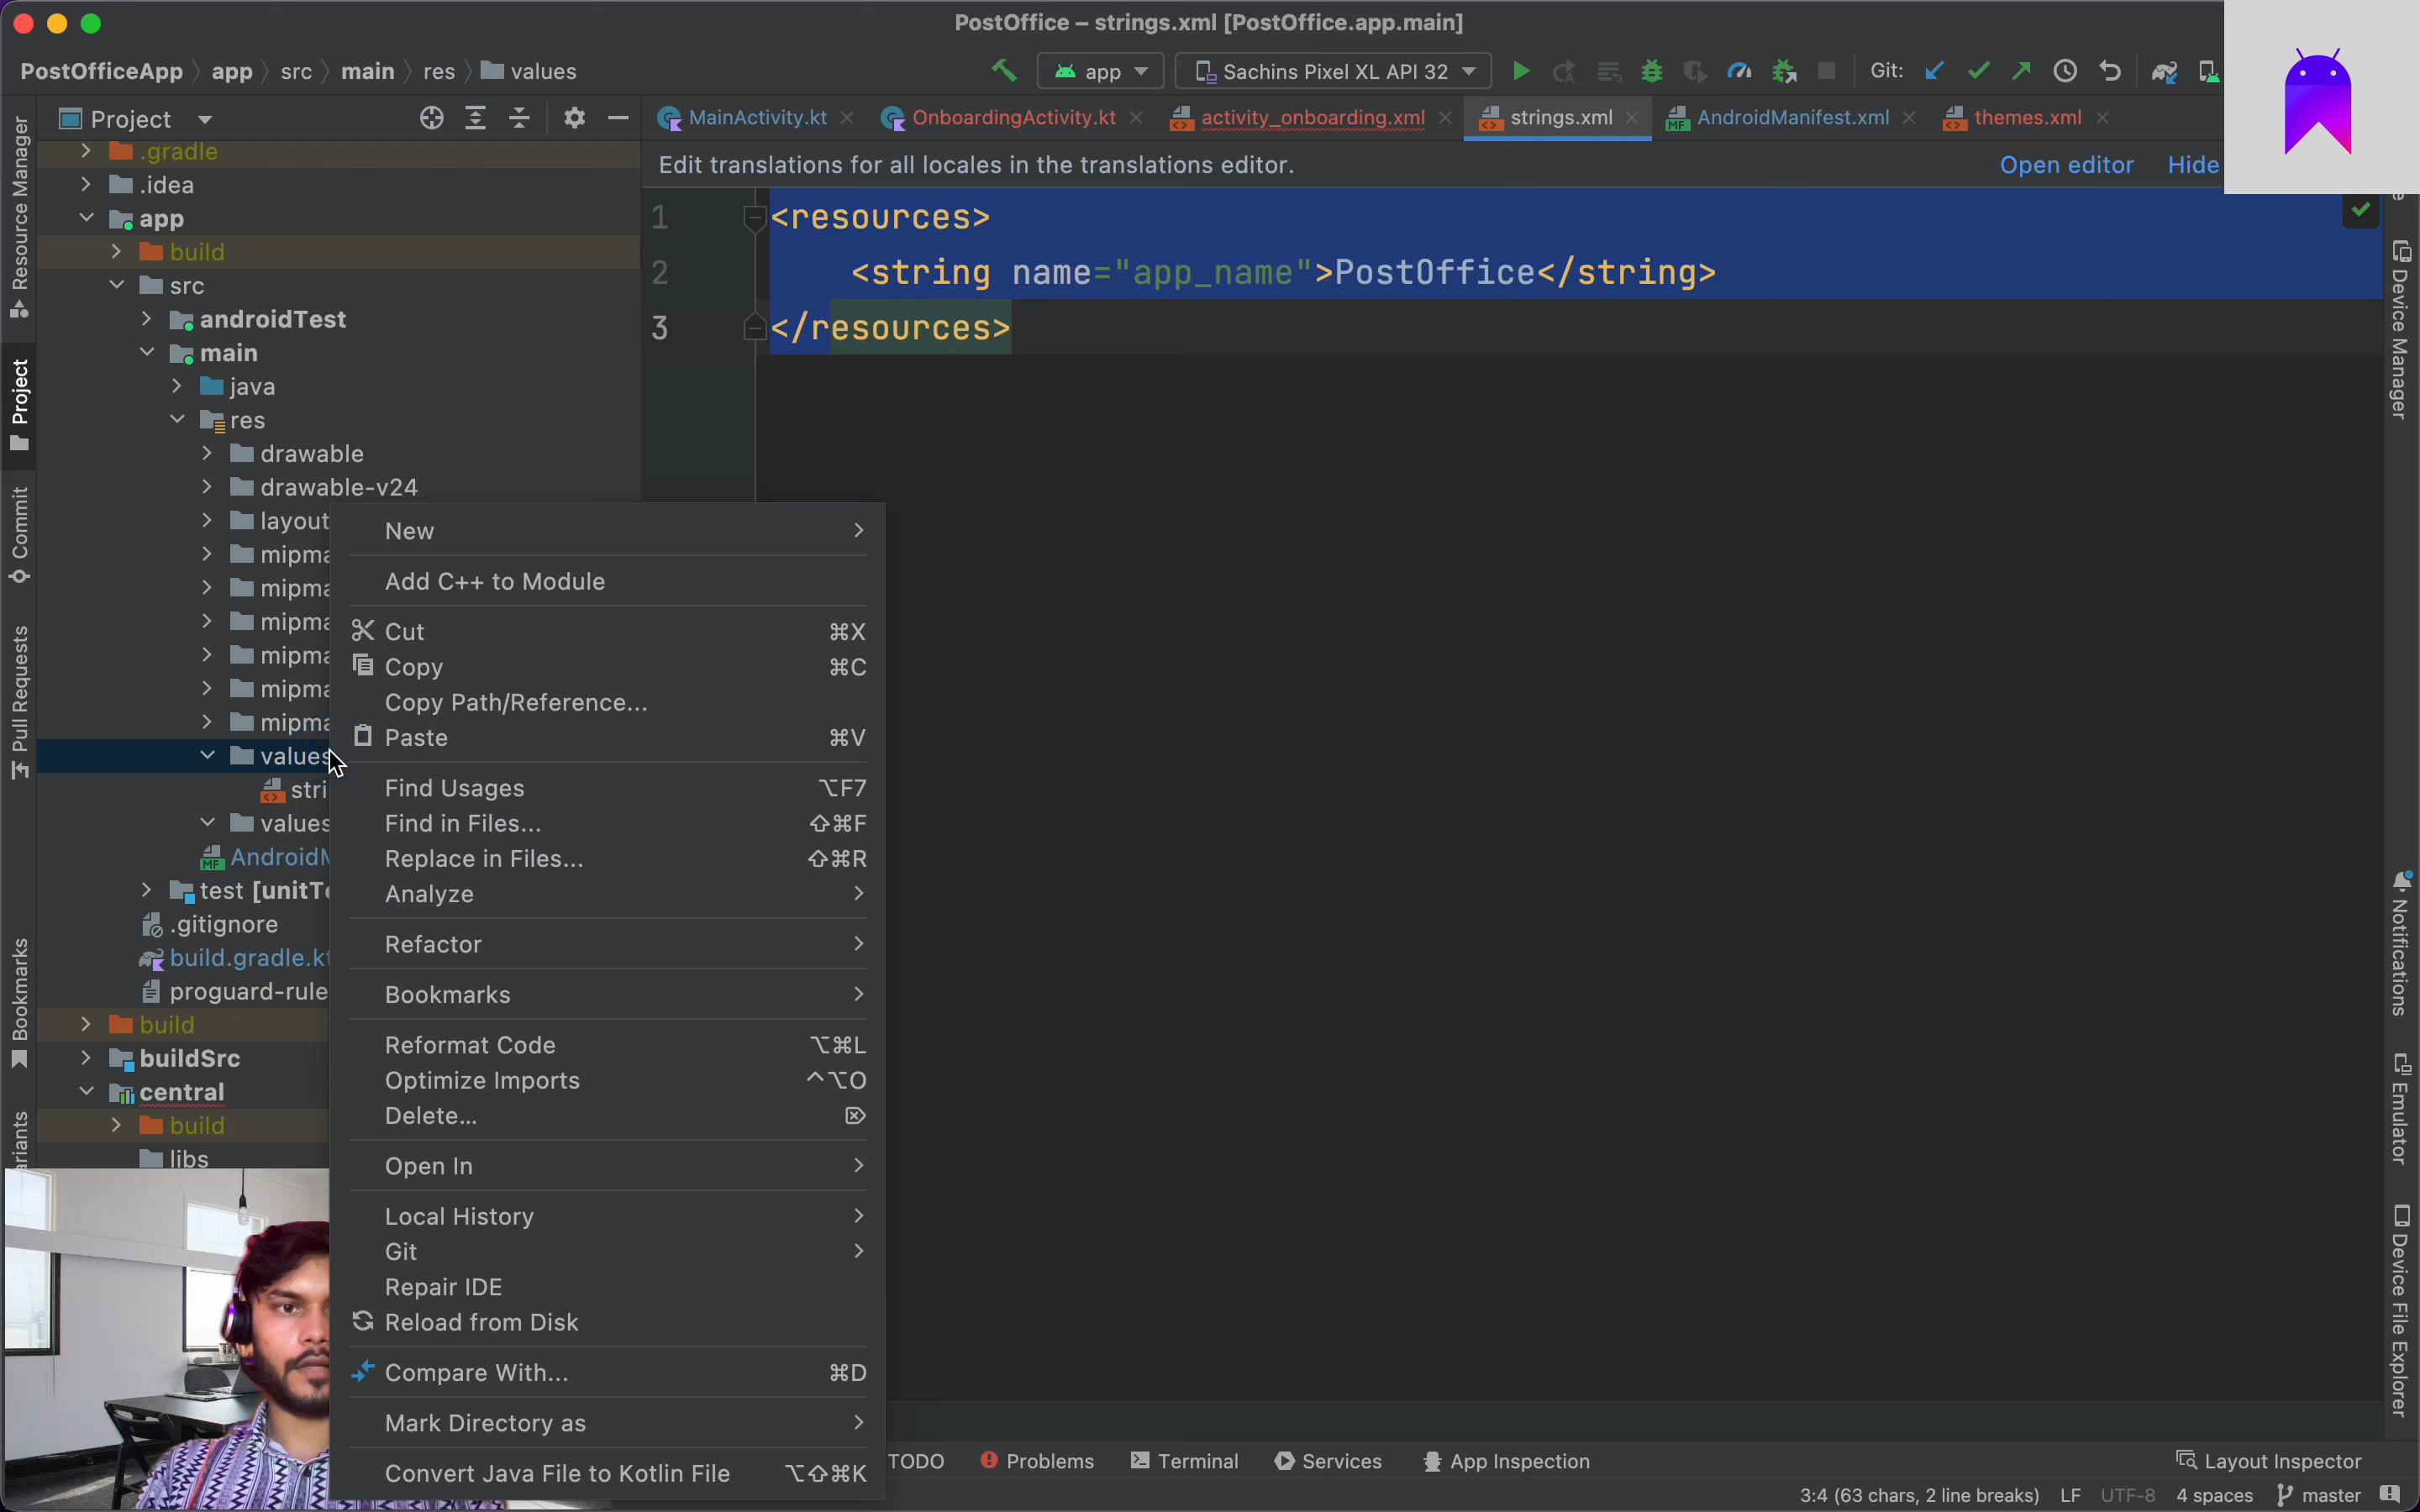 PostOffice – strings.xml [PostOffice.app.main]
PostOfficeApp app src main res values
app Sachins Pixel XL API 32 Git:
Project
MainActivity.kt OnboardingActivity.kt activity_onboarding.xml strings.xml AndroidManifest.xml themes.xml
Edit translations for all locales in the translations editor. Open editor Hide
Resource Manager
Project
Commit
Pull Requests
Bookmarks
.gradle
.idea
app
build
src
androidTest
main
java
res
drawable
drawable-v24
layout
values
values
test
.gitignore
build.gradle
build
buildSrc
central
build
libs
1 <resources>
2 <string name="app_name">PostOffice</string>
3 </resources>
New
Add C++ to Module
Cut ⌘X
Copy ⌘C
Copy Path/Reference...
Paste ⌘V
Find Usages ⌥F7
Find in Files... ⇧⌘F
Replace in Files... ⇧⌘R
Analyze
Refactor
Bookmarks
Reformat Code ⌥⌘L
Optimize Imports ^⌥O
Delete... ⌦
Open In
Local History
Git
Repair IDE
Reload from Disk
Compare With... ⌘D
Mark Directory as
Convert Java File to Kotlin File ⌥⇧⌘K
Device Manager
Notifications
Emulator
Device File Explorer
TODO Problems Terminal Services App Inspection Layout Inspector
3:4 (63 chars, 2 line breaks) LF UTF-8 4 spaces master